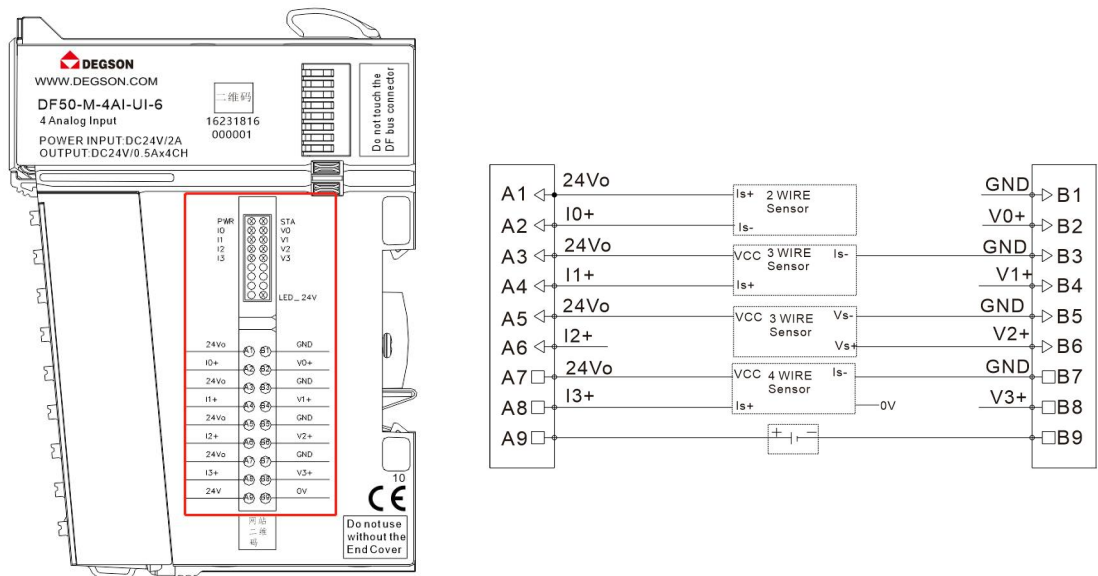 DEGSON
WWW.DEGSON.COM
DF50-M-4AI-UI-6
4 Analog Input
POWER INPUT:DC24V/2A
OUTPUT:DC24V/0.5Ax4CH
二维码
16231816
000001
Do not touch the
DF bus connector
PWR STA
I0 V0
I1 V1
I2 V2
I3 V3
LED_ 24V
24Vo A1 B1 GND
I0+ A2 B2 V0+
24Vo A3 B3 GND
I1+ A4 B4 V1+
24Vo A5 B5 GND
I2+ A6 B6 V2+
24Vo A7 B7 GND
I3+ A8 B8 V3+
24V A9 B9 0V
网站
二维
码
10
CE
Do not use
without the
End Cover
A1 24Vo Is+ 2 WIRE GND B1
Sensor
A2 I0+ Is- V0+ B2
A3 24Vo VCC 3 WIRE Is- GND B3
Sensor
A4 I1+ Is+ V1+ B4
A5 24Vo VCC 3 WIRE Vs- GND B5
Sensor
A6 I2+ Vs+ V2+ B6
A7 24Vo VCC 4 WIRE Is- GND B7
Sensor
A8 I3+ Is+ 0V V3+ B8
A9 + − B9